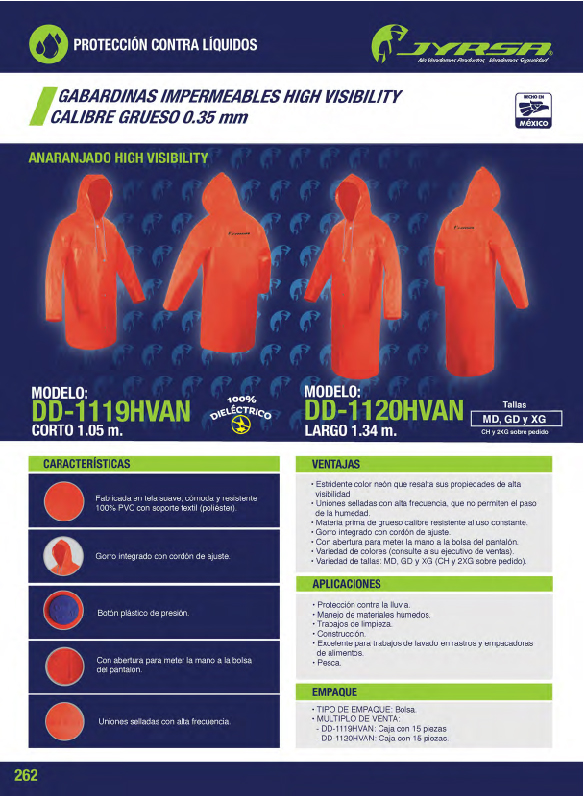 PROTECCIÓN CONTRA LÍQUIDOS
JYRSA®
No Vendemos Productos, Vendemos Seguridad
GABARDINAS IMPERMEABLES HIGH VISIBILITY
CALIBRE GRUESO 0.35 mm
HECHO EN
MÉXICO
ANARANJADO HIGH VISIBILITY
MODELO:
DD-1119HVAN
CORTO 1.05 m.
100%
DIELÉCTRICO
MODELO:
DD-1120HVAN
LARGO 1.34 m.
Tallas
MD, GD y XG
CH y 2XG sobre pedido
CARACTERÍSTICAS
Fabricada en tela suave, cómoda y resistente
100% PVC con soporte textil (poliéster).
Gorro integrado con cordón de ajuste.
Botón plástico de presión.
Con abertura para meter la mano a la bolsa
del pantalón.
Uniones selladas con alta frecuencia.
VENTAJAS
• Estridente color neón que resalta sus propiedades de alta
visibilidad
• Uniones selladas con alta frecuencia, que no permiten el paso
de la humedad.
• Materia prima de grueso calibre resistente al uso constante.
• Gorro integrado con cordón de ajuste.
• Con abertura para meter la mano a la bolsa del pantalón.
• Variedad de colores (consulte a su ejecutivo de ventas).
• Variedad de tallas: MD, GD y XG (CH y 2XG sobre pedido).
APLICACIONES
• Protección contra la lluvia.
• Manejo de materiales húmedos.
• Trabajos de limpieza.
• Construcción.
• Excelente para trabajos de lavado en rastros y empacadoras
de alimentos.
• Pesca.
EMPAQUE
• TIPO DE EMPAQUE: Bolsa.
• MULTIPLO DE VENTA:
- DD-1119HVAN: Caja con 15 piezas
- DD-1120HVAN: Caja con 15 piezas.
262